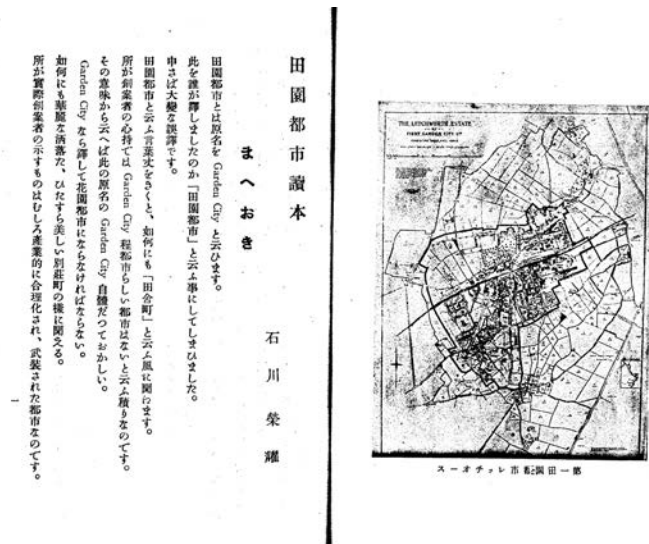 THE LETCHWORTH ESTATE
OF
FIRST GARDEN CITY Ltd
第一田園都市レッチオース
田園都市讀本
石川榮耀
まへおき
田園都市とは原名を Garden City と云ひます。
此を誰が譯しましたのか「田園都市」と云ふ事にしてしまひました。
申さば大變な誤譯です。
田園都市と云ふ言葉丈をきくと、如何にも「田舎町」と云ふ風に聞えます。
所が創業者の心持では Garden City 程都市らしい都市はないと云ふ積りなのです。
その意味から云へば此の原名の Garden City 自體だつておかしい。
Garden City なら譯して花園都市にならなければならない。
如何にも華麗な洒落た、ひたすら美しい別莊町の樣に聞える。
所が實際創業者の示すものはむしろ產業的に合理化され、武裝された都市なのです。
一